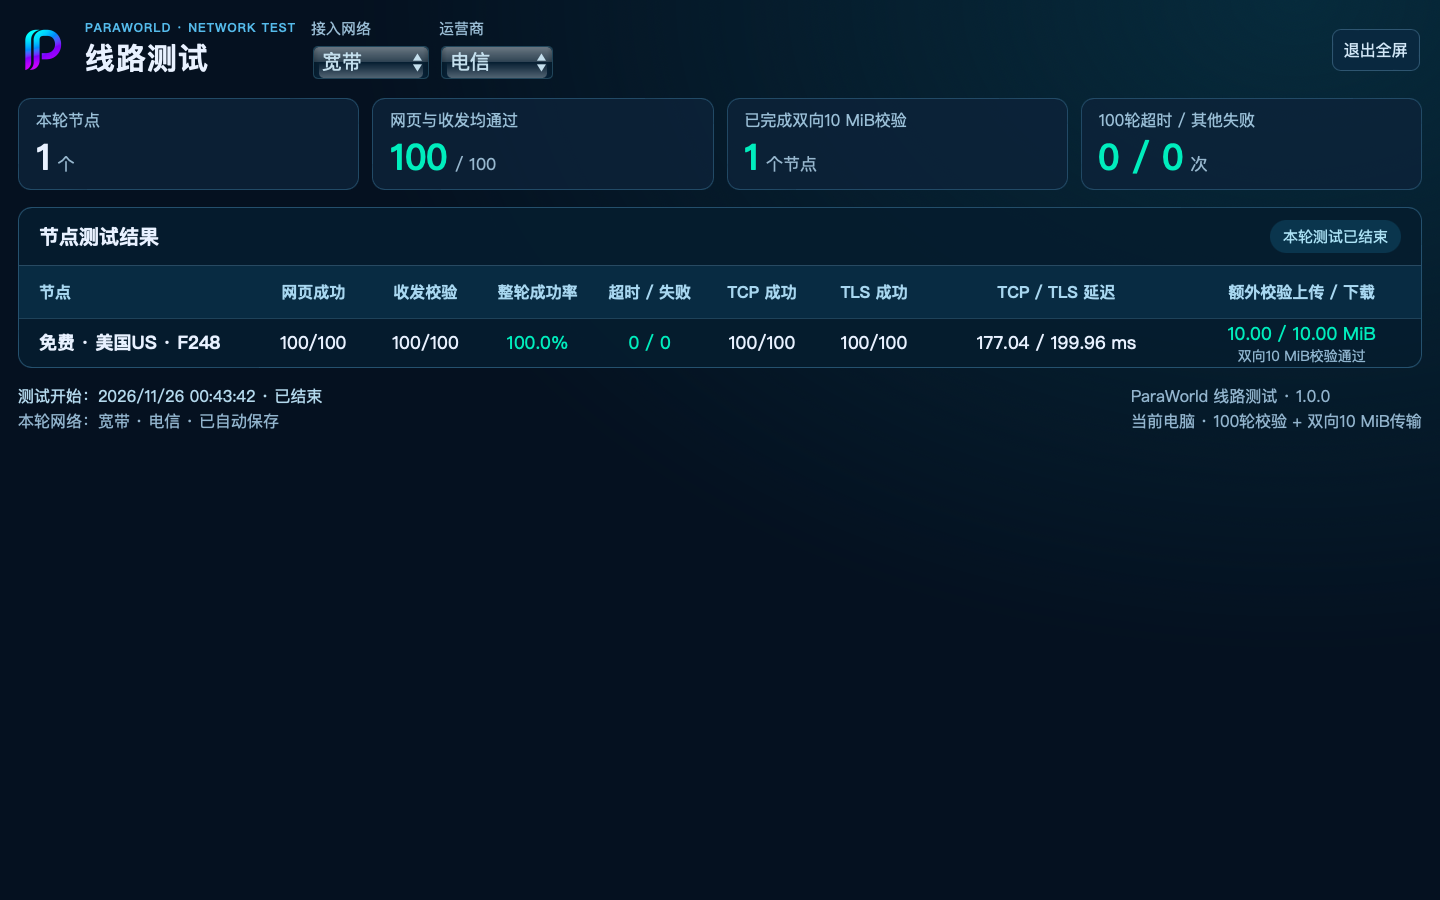 PARAWORLD · NETWORK TEST
线路测试
接入网络
宽带
运营商
电信
退出全屏
本轮节点
1 个
网页与收发均通过
100 / 100
已完成双向10 MiB校验
1 个节点
100轮超时 / 其他失败
0 / 0 次
节点测试结果
本轮测试已结束
节点 网页成功 收发校验 整轮成功率 超时 / 失败 TCP 成功 TLS 成功 TCP / TLS 延迟 额外校验上传 / 下载
免费 · 美国US · F248 100/100 100/100 100.0% 0 / 0 100/100 100/100 177.04 / 199.96 ms 10.00 / 10.00 MiB
双向10 MiB校验通过
测试开始：2026/11/26 00:43:42 · 已结束
本轮网络：宽带 · 电信 · 已自动保存
ParaWorld 线路测试 · 1.0.0
当前电脑 · 100轮校验 + 双向10 MiB传输